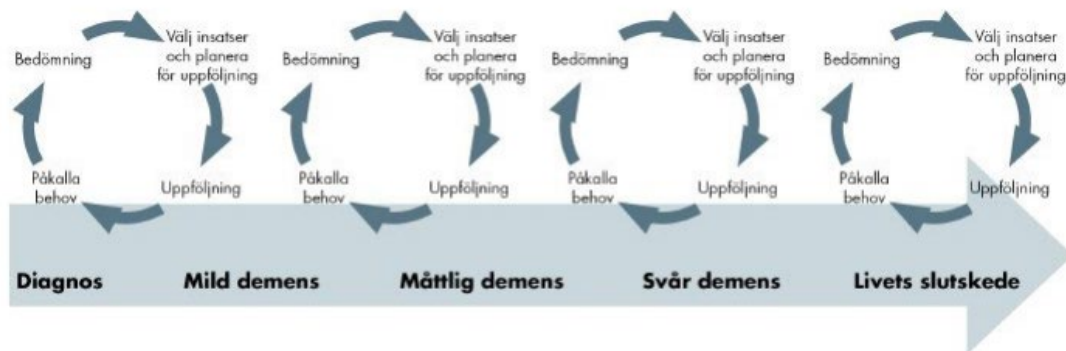 Bedömning
Välj insatser
och planera
för uppföljning
Uppföljning
Påkalla
behov
Bedömning
Välj insatser
och planera
för uppföljning
Uppföljning
Påkalla
behov
Bedömning
Välj insatser
och planera
för uppföljning
Uppföljning
Påkalla
behov
Bedömning
Välj insatser
och planera
för uppföljning
Uppföljning
Påkalla
behov
Diagnos
Mild demens
Måttlig demens
Svår demens
Livets slutskede